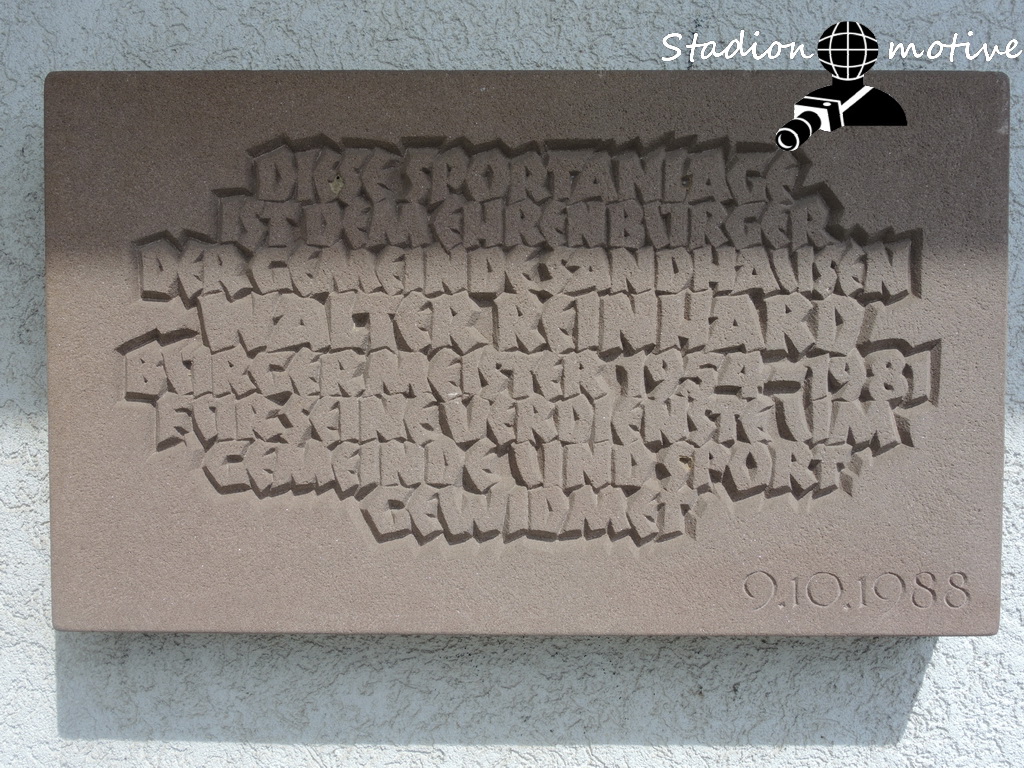 Stadion motive
DIESE SPORTANLAGE
IST DEM EHRENBÜRGER
DER GEMEINDE SANDHAUSEN
WALTER REINHARD
BÜRGERMEISTER 1954-1981
FÜR SEINE VERDIENSTE UM
GEMEINDE UND SPORT
GEWIDMET
9.10.1988